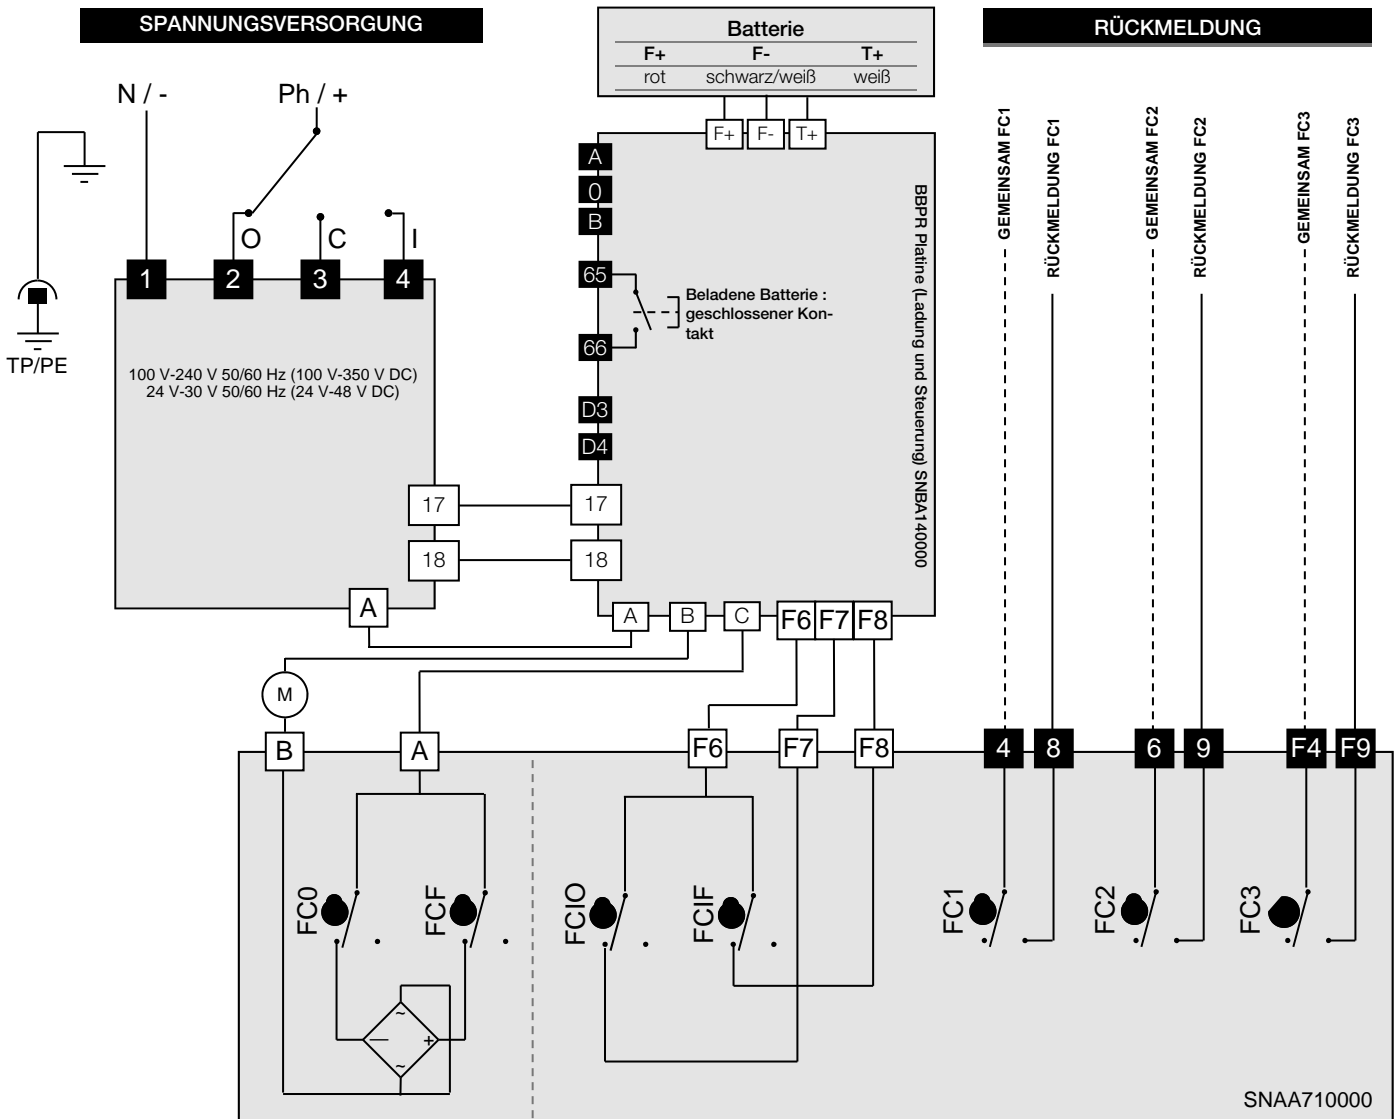 SPANNUNGSVERSORGUNG
N / -
Ph / +
O
C
I
1
2
3
4
TP/PE
100 V-240 V 50/60 Hz (100 V-350 V DC)
24 V-30 V 50/60 Hz (24 V-48 V DC)
17
18
A
Batterie
F+ F- T+
rot schwarz/weiß weiß
F+ F- T+
A
0
B
65
66
Beladene Batterie :
geschlossener Kon-
takt
D3
D4
17
18
BBPR Platine (Ladung und Steuerung) SNBA140000
A B C F6 F7 F8
RÜCKMELDUNG
GEMEINSAM FC1
RÜCKMELDUNG FC1
GEMEINSAM FC2
RÜCKMELDUNG FC2
GEMEINSAM FC3
RÜCKMELDUNG FC3
M
B A F6 F7 F8 4 8 6 9 F4 F9
FC0
FCF
FCIO
FCIF
FC1
FC2
FC3
~
— +
~
SNAA710000